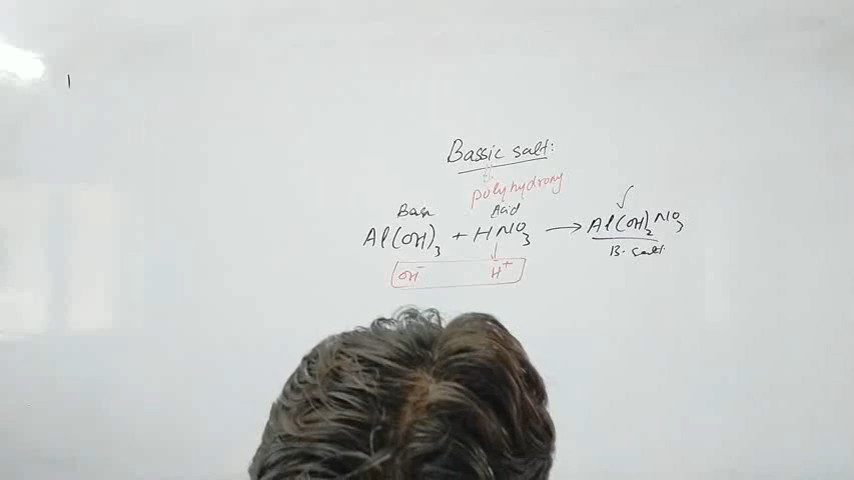 Bassic salt:
polyhydroxy
Base Acid
Al(OH)₃ + HNO₃ → Al(OH)₂NO₃
B. salt
OH⁻ H⁺